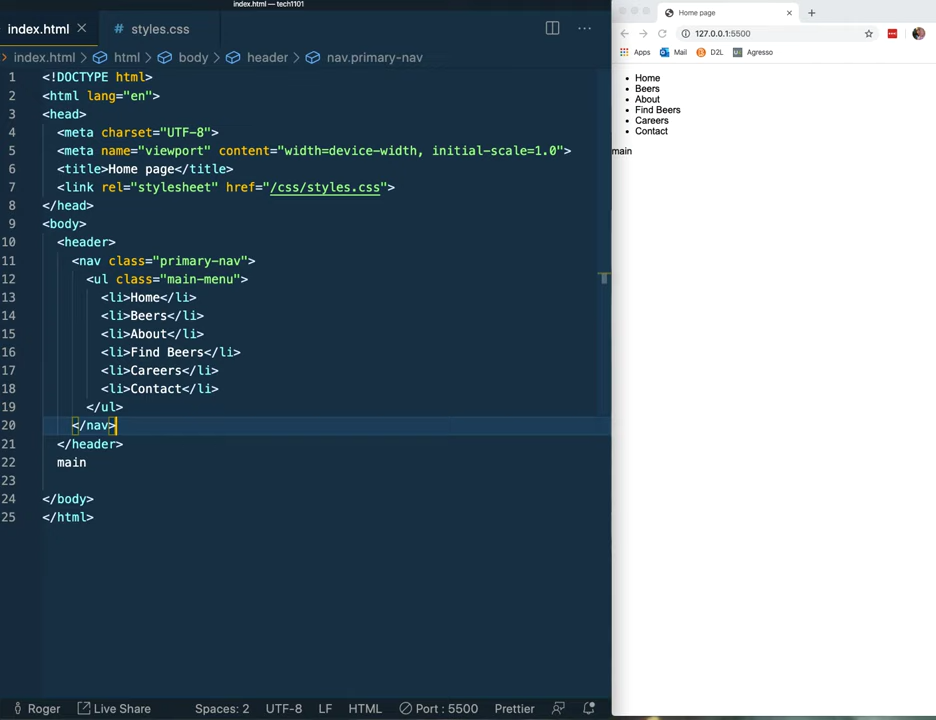 index.html — tech1101
index.html
# styles.css
index.html › html › body › header › nav.primary-nav
1 <!DOCTYPE html>
2 <html lang="en">
3 <head>
4 <meta charset="UTF-8">
5 <meta name="viewport" content="width=device-width, initial-scale=1.0">
6 <title>Home page</title>
7 <link rel="stylesheet" href="/css/styles.css">
8 </head>
9 <body>
10 <header>
11 <nav class="primary-nav">
12 <ul class="main-menu">
13 <li>Home</li>
14 <li>Beers</li>
15 <li>About</li>
16 <li>Find Beers</li>
17 <li>Careers</li>
18 <li>Contact</li>
19 </ul>
20 </nav>
21 </header>
22 main
23
24 </body>
25 </html>
Roger Live Share Spaces: 2 UTF-8 LF HTML Port : 5500 Prettier
Home page
127.0.0.1:5500
Apps Mail D2L Agresso
Home
Beers
About
Find Beers
Careers
Contact
main